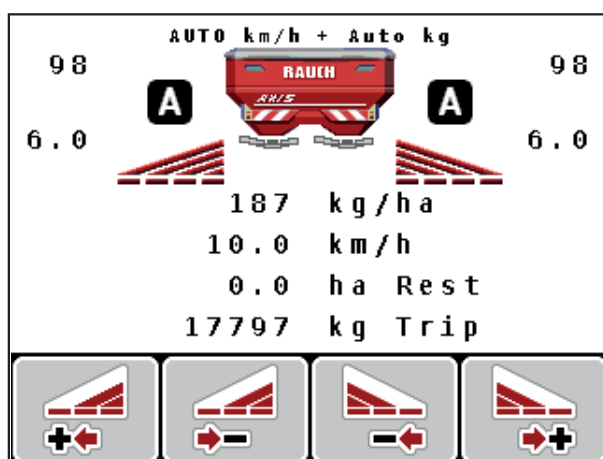 AUTO km/h + Auto kg
98 98
RAUCH
AXIS
A A
6.0 6.0
187 kg/ha
10.0 km/h
0.0 ha Rest
17797 kg Trip